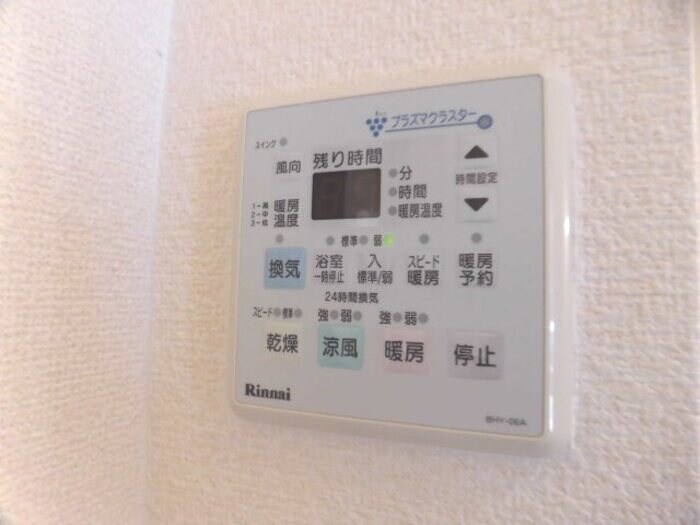 プラズマクラスター
スイング
風向
残り時間
分
時間
暖房温度
時間設定
1-高
2-中
3-低
暖房
温度
標準 弱
換気
浴室
一時停止
入
標準/弱
スピード
暖房
暖房
予約
24時間換気
スピード 標準
強 弱
強 弱
乾燥
涼風
暖房
停止
Rinnai
BHY-06A